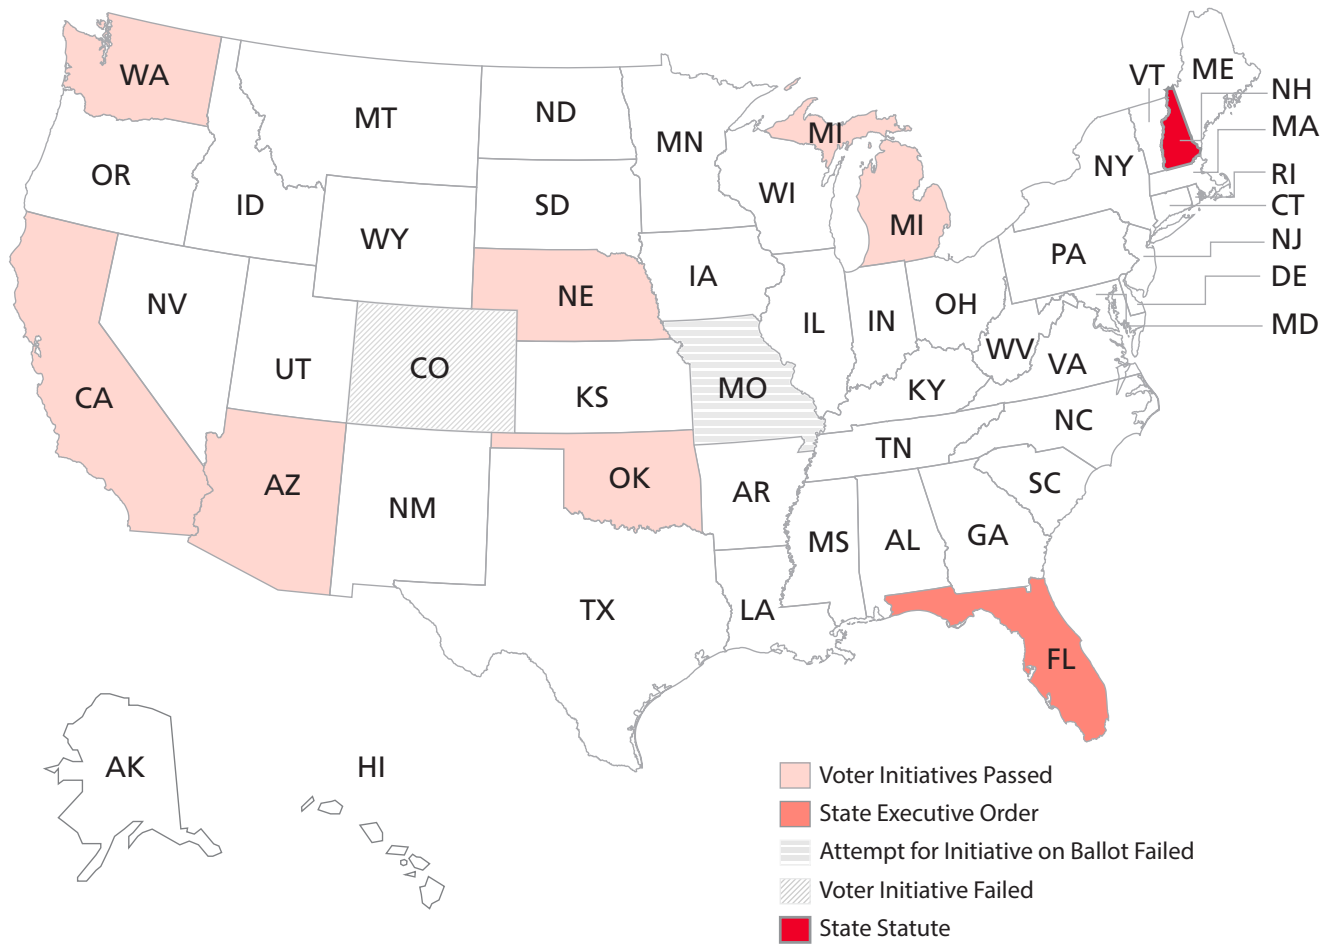 WA
VT
ME
NH
MT
ND
MN
MI
MA
OR
ID
SD
WI
NY
RI
WY
MI
CT
NJ
PA
IA
DE
NV
NE
OH
IL
IN
MD
UT
CO
WV
VA
CA
KS
MO
KY
NC
TN
AZ
OK
AR
SC
NM
MS
AL
GA
TX
LA
FL
AK
HI
Voter Initiatives Passed
State Executive Order
Attempt for Initiative on Ballot Failed
Voter Initiative Failed
State Statute